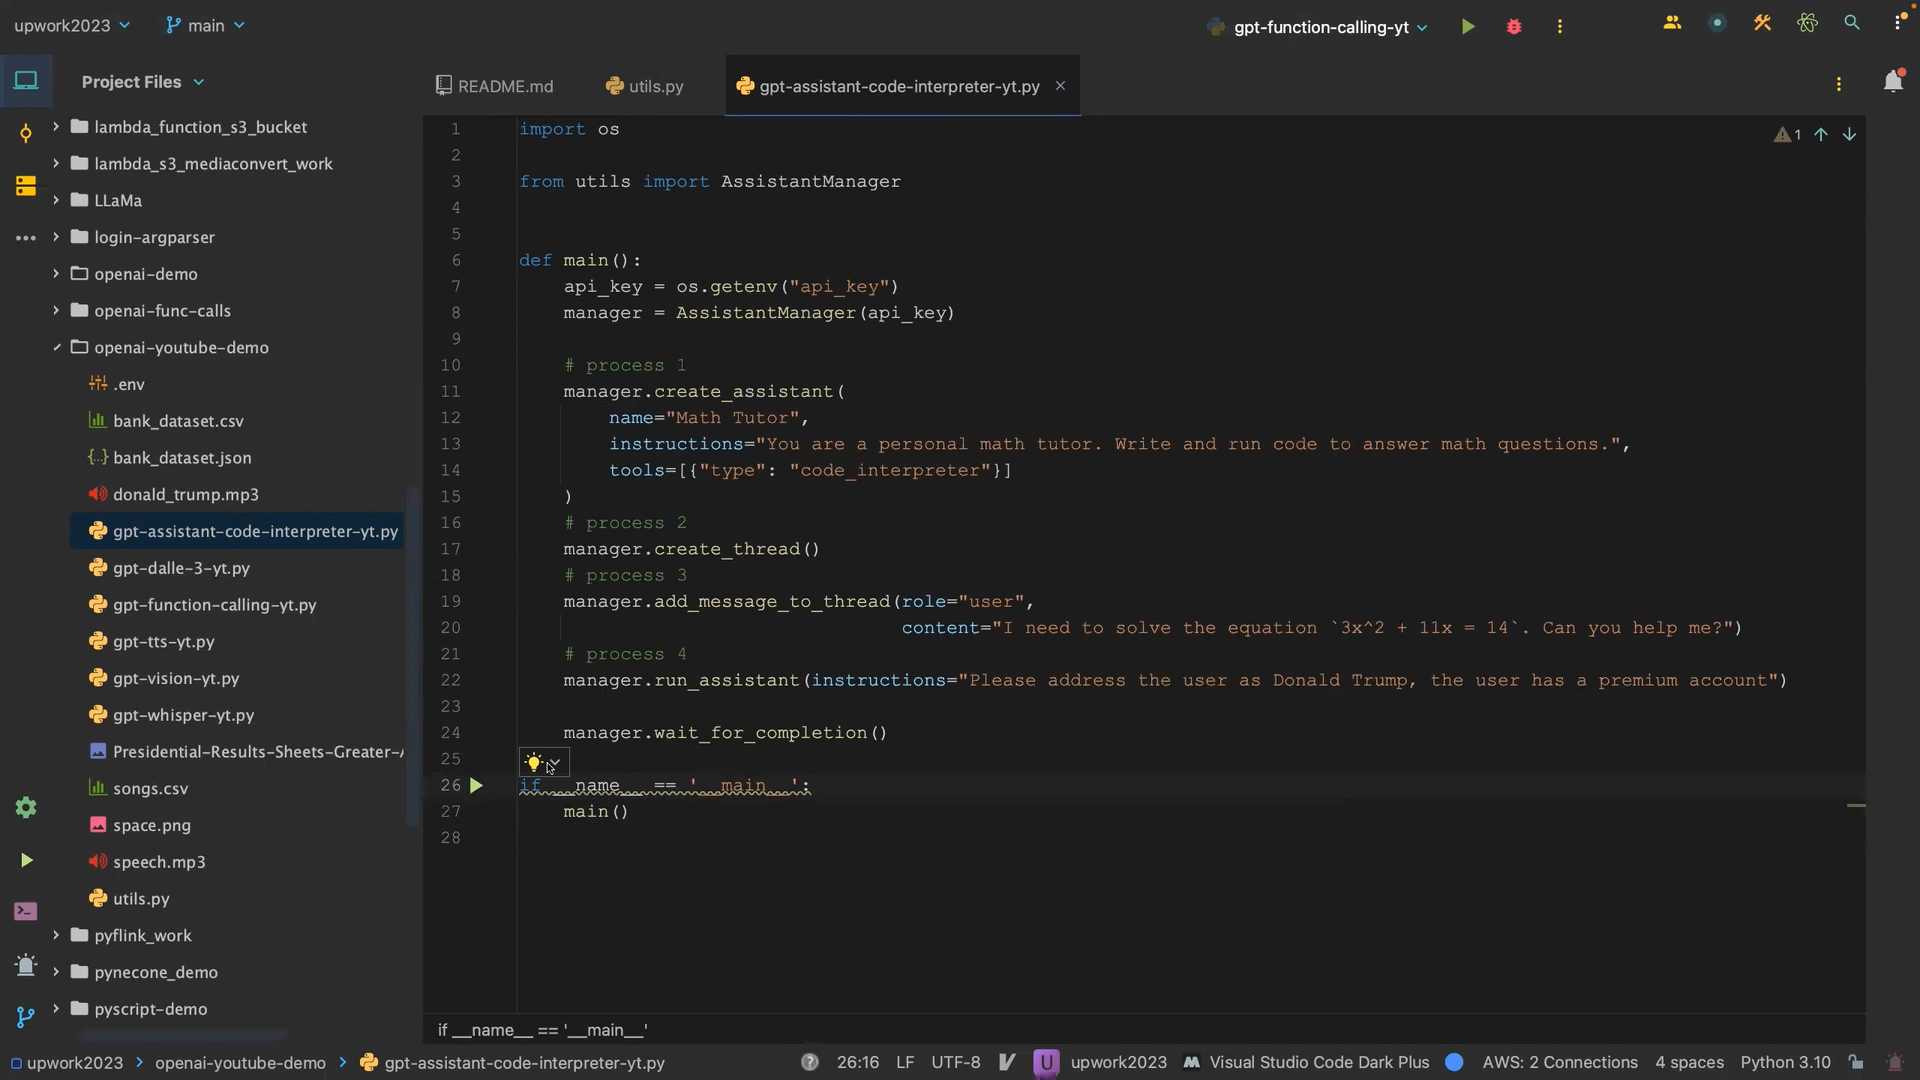 upwork2023
main
gpt-function-calling-yt
Project Files
README.md
utils.py
gpt-assistant-code-interpreter-yt.py
lambda_function_s3_bucket
lambda_s3_mediaconvert_work
LLaMa
login-argparser
openai-demo
openai-func-calls
openai-youtube-demo
.env
bank_dataset.csv
bank_dataset.json
donald_trump.mp3
gpt-assistant-code-interpreter-yt.py
gpt-dalle-3-yt.py
gpt-function-calling-yt.py
gpt-tts-yt.py
gpt-vision-yt.py
gpt-whisper-yt.py
Presidential-Results-Sheets-Greater-
songs.csv
space.png
speech.mp3
utils.py
pyflink_work
pynecone_demo
pyscript-demo
1 import os
2
3 from utils import AssistantManager
4
5
6 def main():
7 api_key = os.getenv("api_key")
8 manager = AssistantManager(api_key)
9
10 # process 1
11 manager.create_assistant(
12 name="Math Tutor",
13 instructions="You are a personal math tutor. Write and run code to answer math questions.",
14 tools=[{"type": "code_interpreter"}]
15 )
16 # process 2
17 manager.create_thread()
18 # process 3
19 manager.add_message_to_thread(role="user",
20 content="I need to solve the equation `3x^2 + 11x = 14`. Can you help me?")
21 # process 4
22 manager.run_assistant(instructions="Please address the user as Donald Trump, the user has a premium account")
23
24 manager.wait_for_completion()
25
26 if __name__ == '__main__':
27 main()
28
1
if __name__ == '__main__'
upwork2023 > openai-youtube-demo > gpt-assistant-code-interpreter-yt.py
26:16 LF UTF-8 U upwork2023 Visual Studio Code Dark Plus AWS: 2 Connections 4 spaces Python 3.10